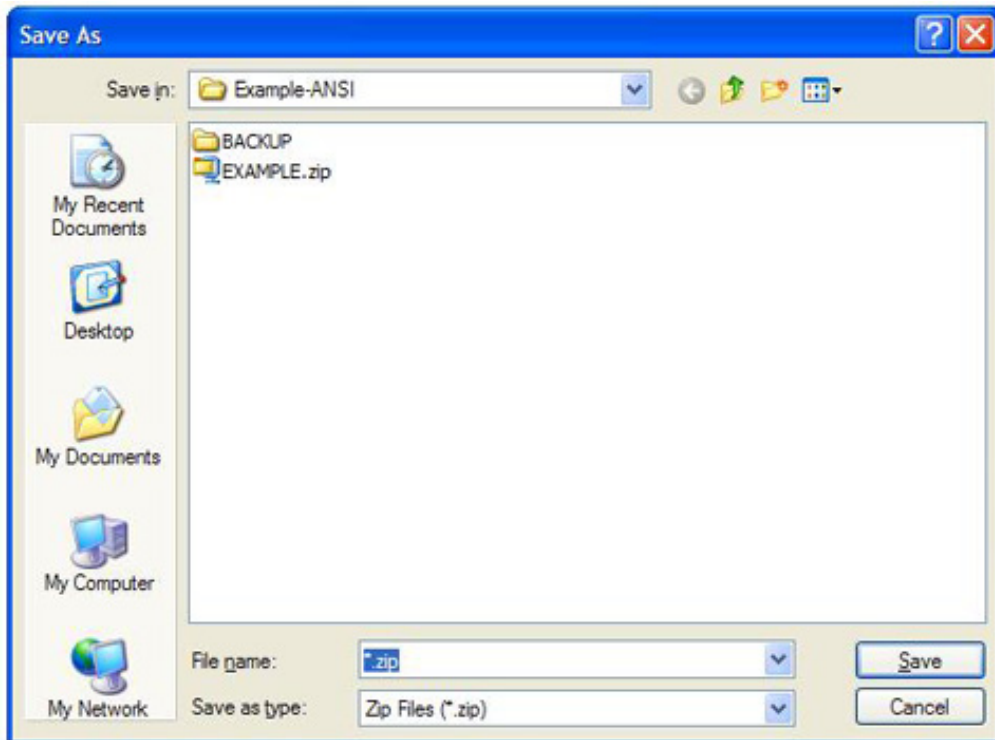 Save As
Save in: Example-ANSI
BACKUP
EXAMPLE.zip
My Recent
Documents
Desktop
My Documents
My Computer
My Network
File name: *.zip
Save
Save as type: Zip Files (*.zip)
Cancel